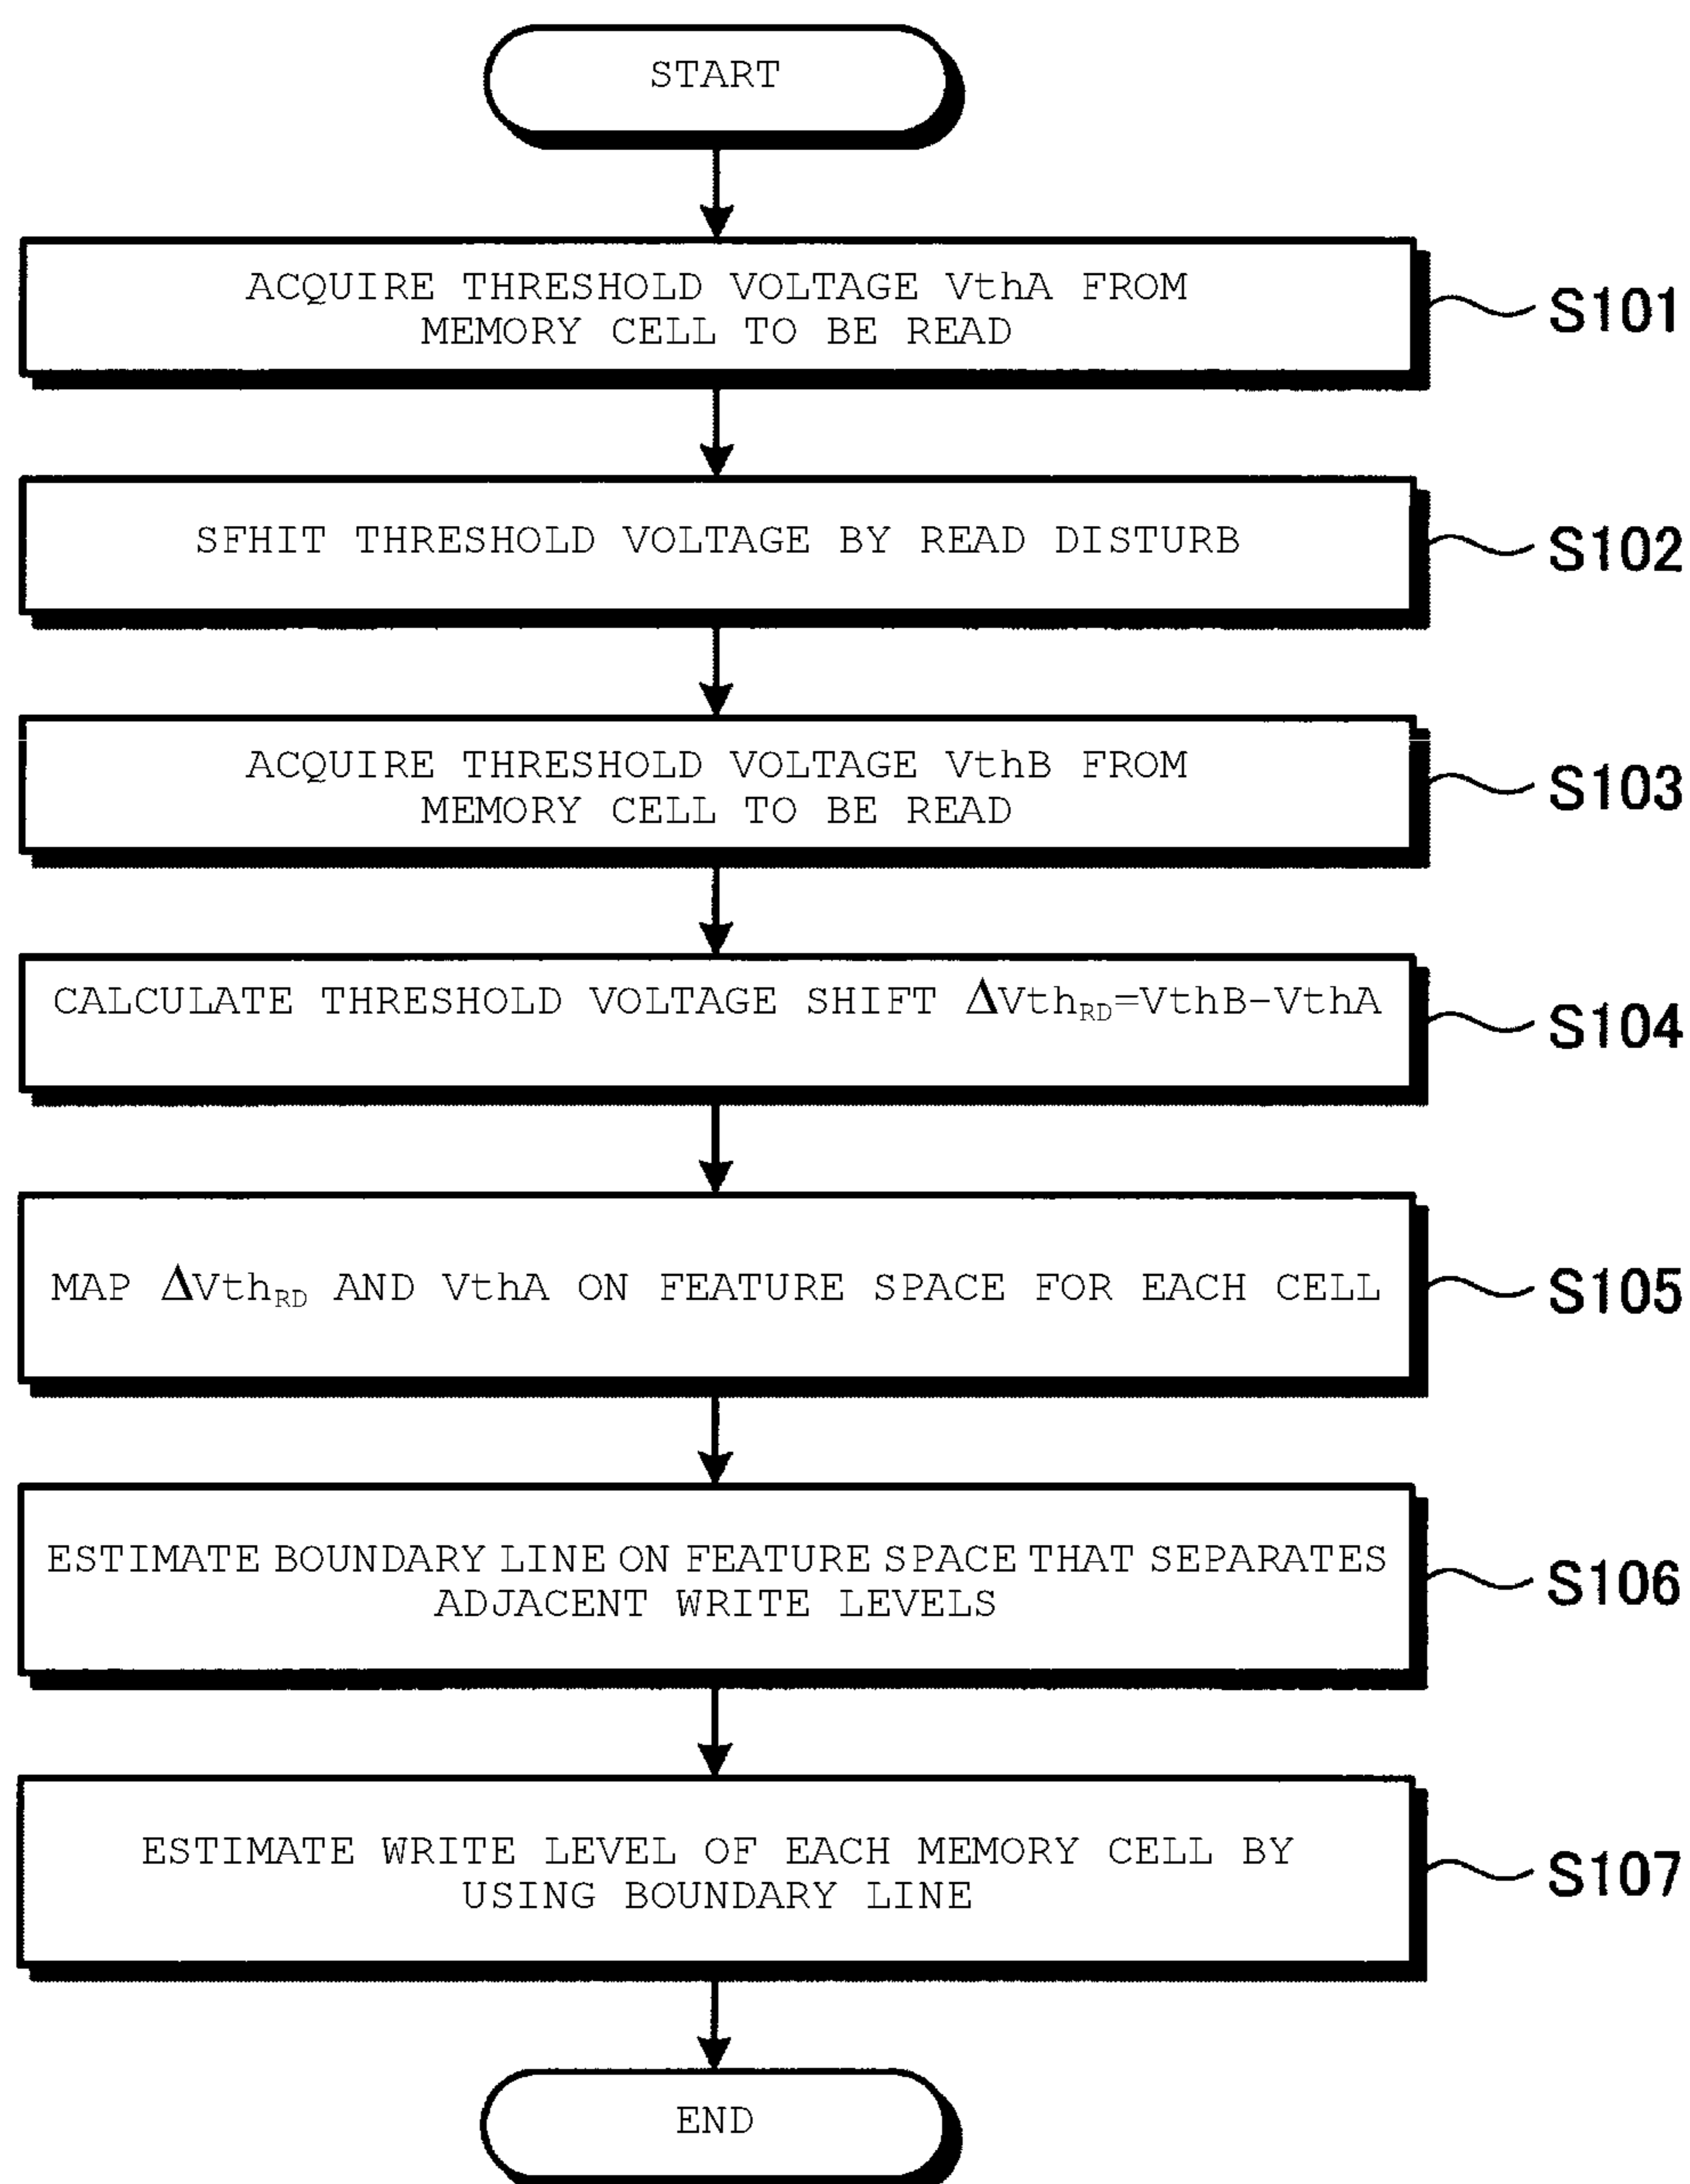 START
ACQUIRE THRESHOLD VOLTAGE VthA FROM
MEMORY CELL TO BE READ
S101
SFHIT THRESHOLD VOLTAGE BY READ DISTURB
S102
ACQUIRE THRESHOLD VOLTAGE VthB FROM
MEMORY CELL TO BE READ
S103
CALCULATE THRESHOLD VOLTAGE SHIFT ΔVthRD=VthB-VthA
S104
MAP ΔVthRD AND VthA ON FEATURE SPACE FOR EACH CELL
S105
ESTIMATE BOUNDARY LINE ON FEATURE SPACE THAT SEPARATES
ADJACENT WRITE LEVELS
S106
ESTIMATE WRITE LEVEL OF EACH MEMORY CELL BY
USING BOUNDARY LINE
S107
END